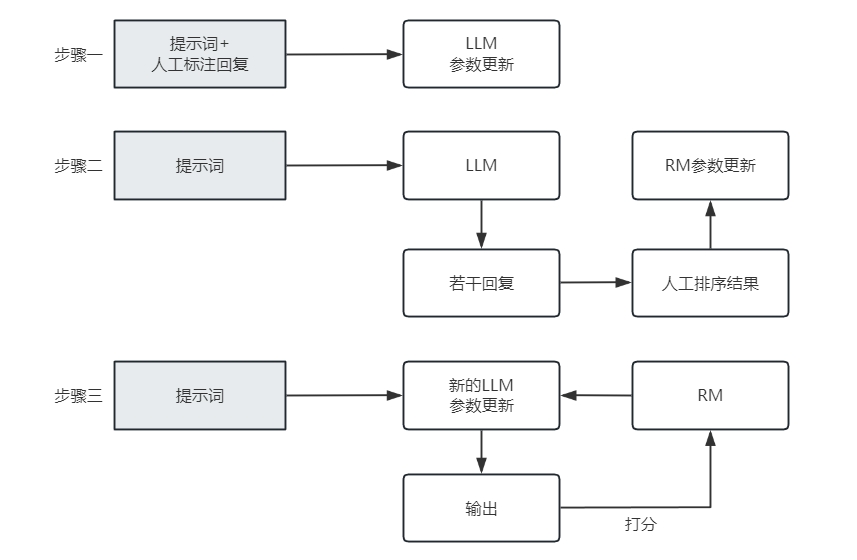 步骤一
提示词+
人工标注回复
LLM
参数更新
步骤二
提示词
LLM
RM参数更新
若干回复
人工排序结果
步骤三
提示词
新的LLM
参数更新
RM
输出
打分